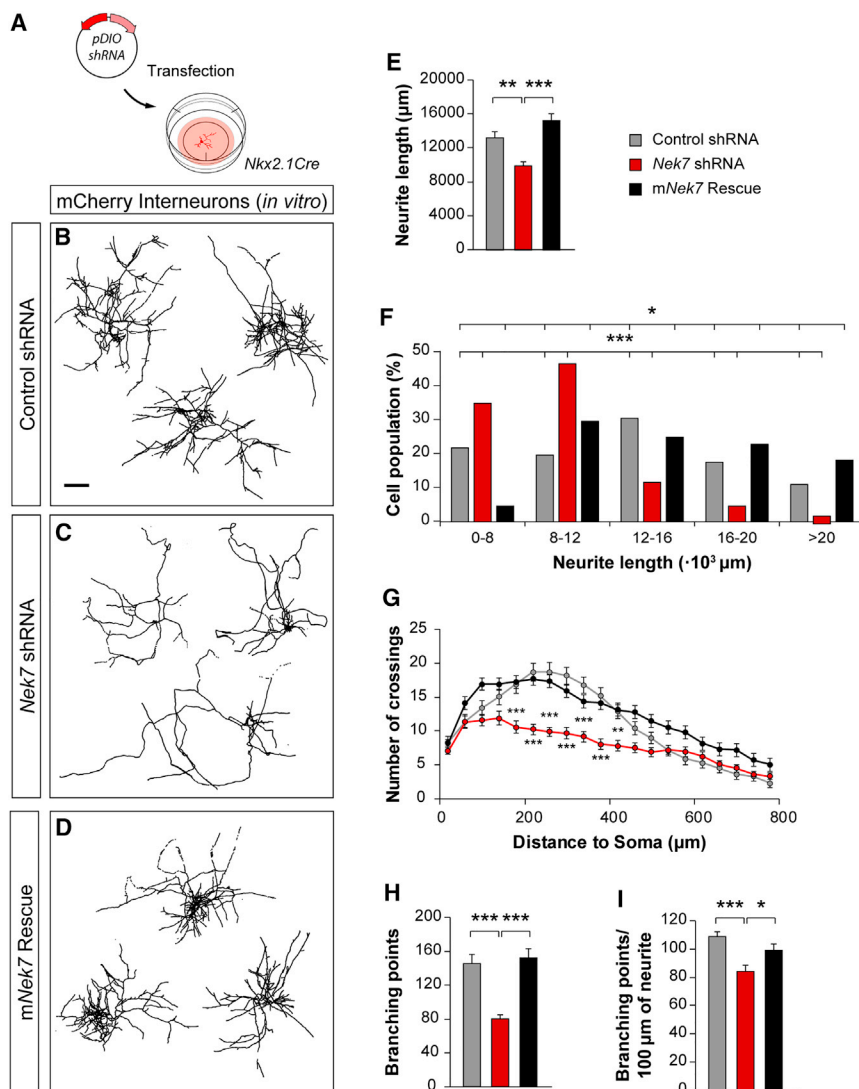 A
pDIO
shRNA
Transfection
Nkx2.1Cre
mCherry Interneurons (in vitro)
B
Control shRNA
C
Nek7 shRNA
D
mNek7 Rescue
E
Neurite length (µm)
20000
16000
12000
8000
4000
0
** ***
Control shRNA
Nek7 shRNA
mNek7 Rescue
F
*
***
Cell population (%)
50
40
30
20
10
0
0-8 8-12 12-16 16-20 >20
Neurite length (·10³ µm)
G
Number of crossings
25
20
15
10
5
0
*** *** *** **
*** *** ***
0 200 400 600 800
Distance to Soma (µm)
H
Branching points
200
160
120
80
40
0
*** ***
I
Branching points/
100 µm of neurite
120
100
80
60
40
*** *